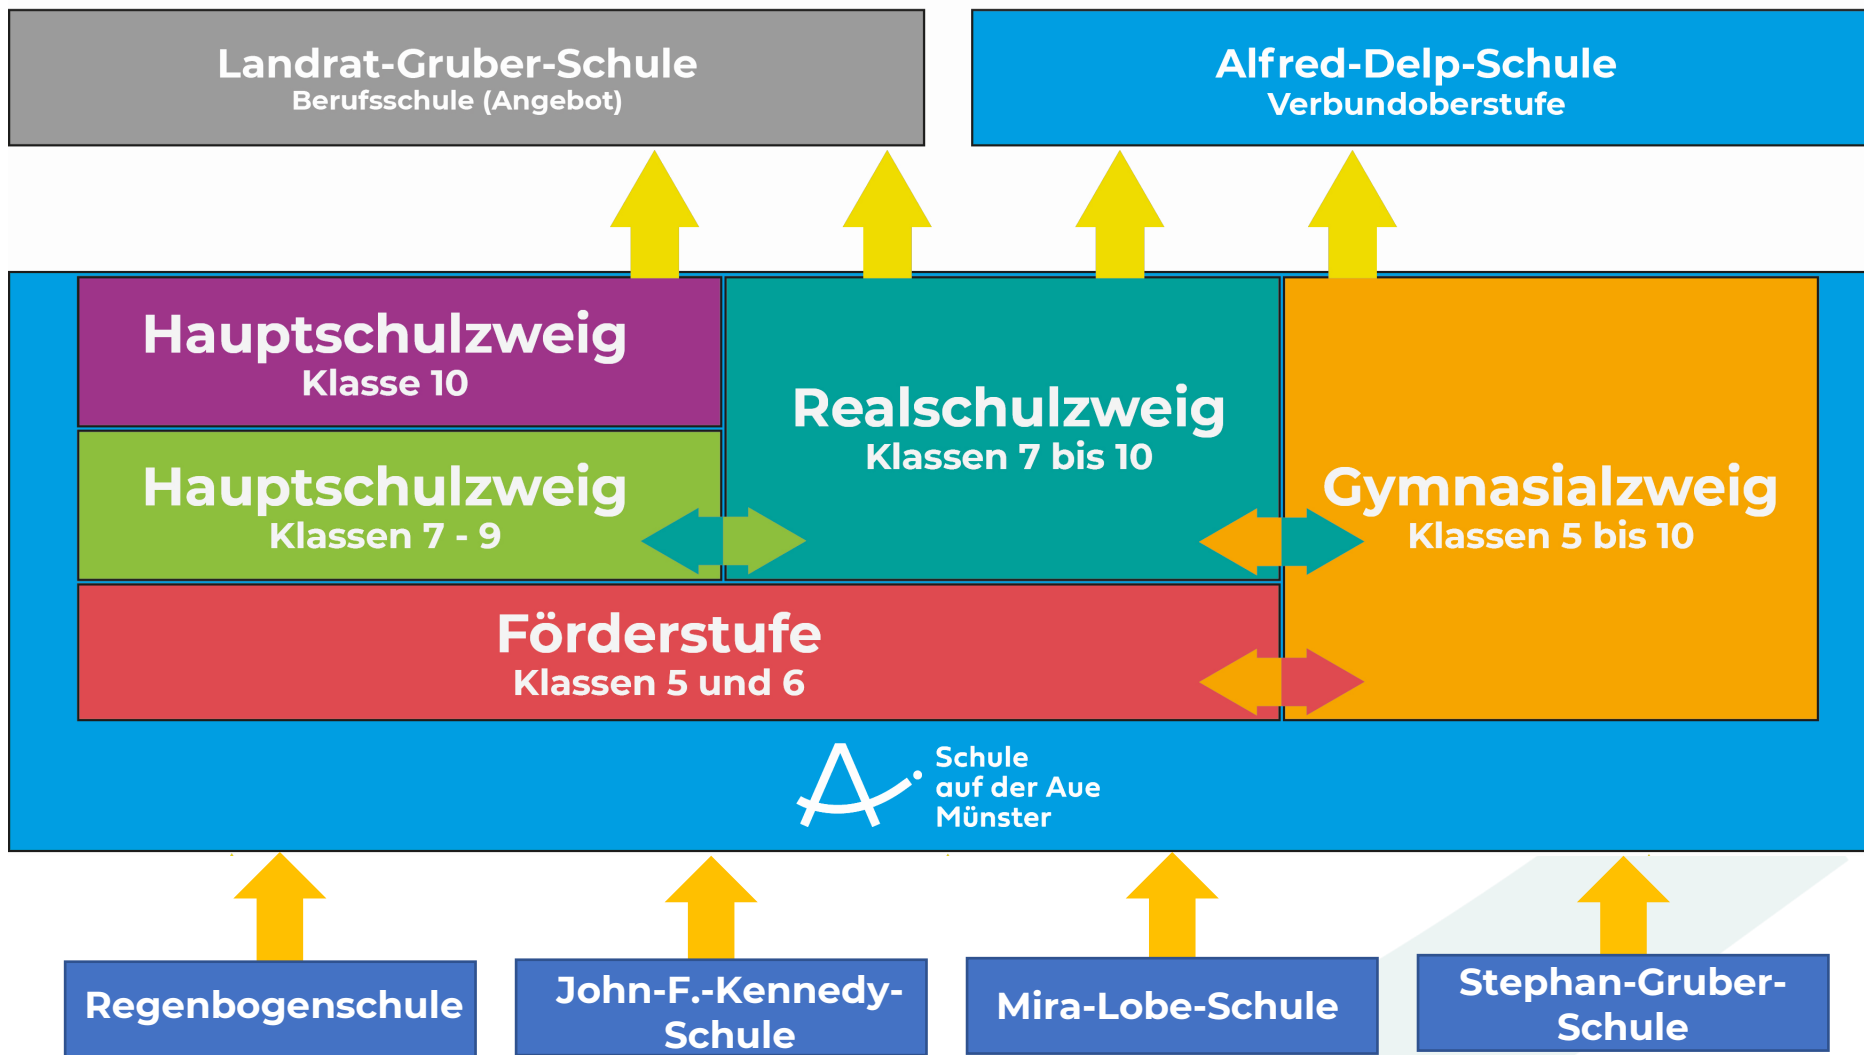 Landrat-Gruber-Schule
Berufsschule (Angebot)
Alfred-Delp-Schule
Verbundoberstufe
Hauptschulzweig
Klasse 10
Realschulzweig
Klassen 7 bis 10
Hauptschulzweig
Klassen 7 - 9
Gymnasialzweig
Klassen 5 bis 10
Förderstufe
Klassen 5 und 6
Schule
auf der Aue
Münster
Regenbogenschule
John-F.-Kennedy-
Schule
Mira-Lobe-Schule
Stephan-Gruber-
Schule